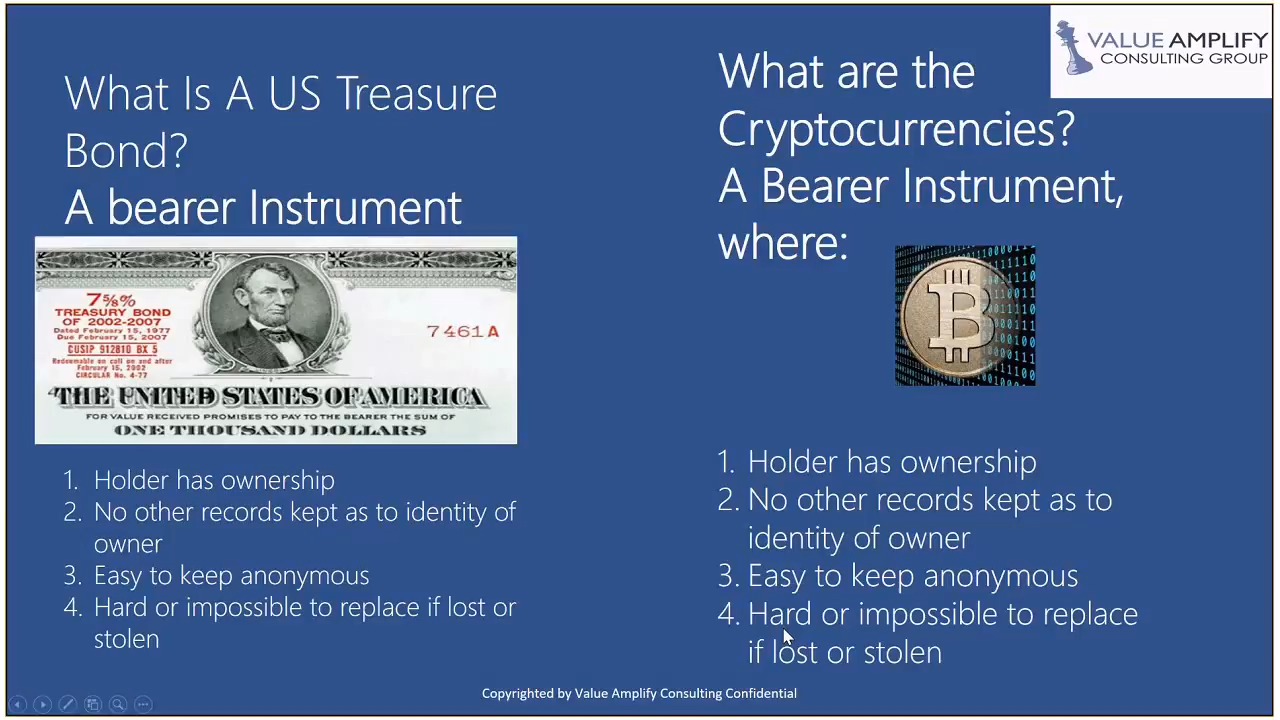 What Is A US Treasure
Bond?
A bearer Instrument
7⅝%
TREASURY BOND
OF 2002-2007
Dated February 15, 1977
Due February 15, 2007
CUSIP 912810 BX 5
Redeemable on call on and after
February 15, 2002
CIRCULAR No. 4-77
7461A
THE UNITED STATES OF AMERICA
FOR VALUE RECEIVED PROMISES TO PAY TO THE BEARER THE SUM OF
ONE THOUSAND DOLLARS
1. Holder has ownership
2. No other records kept as to identity of
owner
3. Easy to keep anonymous
4. Hard or impossible to replace if lost or
stolen
What are the
Cryptocurrencies?
A Bearer Instrument,
where:
1. Holder has ownership
2. No other records kept as to
identity of owner
3. Easy to keep anonymous
4. Hard or impossible to replace
if lost or stolen
VALUE AMPLIFY
CONSULTING GROUP
Copyrighted by Value Amplify Consulting Confidential